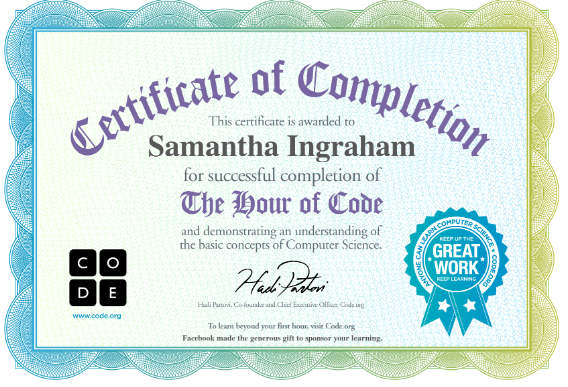 Certificate of Completion
This certificate is awarded to
Samantha Ingraham
for successful completion of
The Hour of Code
and demonstrating an understanding of
the basic concepts of Computer Science.
C O
D E
www.code.org
Hadi Partovi
Hadi Partovi, Co-founder and Chief Executive Officer, Code.org
To learn beyond your first hour, visit Code.org
Facebook made the generous gift to sponsor your learning.
ANYONE CAN LEARN COMPUTER SCIENCE ★ CODE.ORG ★
KEEP UP THE
GREAT
WORK
KEEP LEARNING